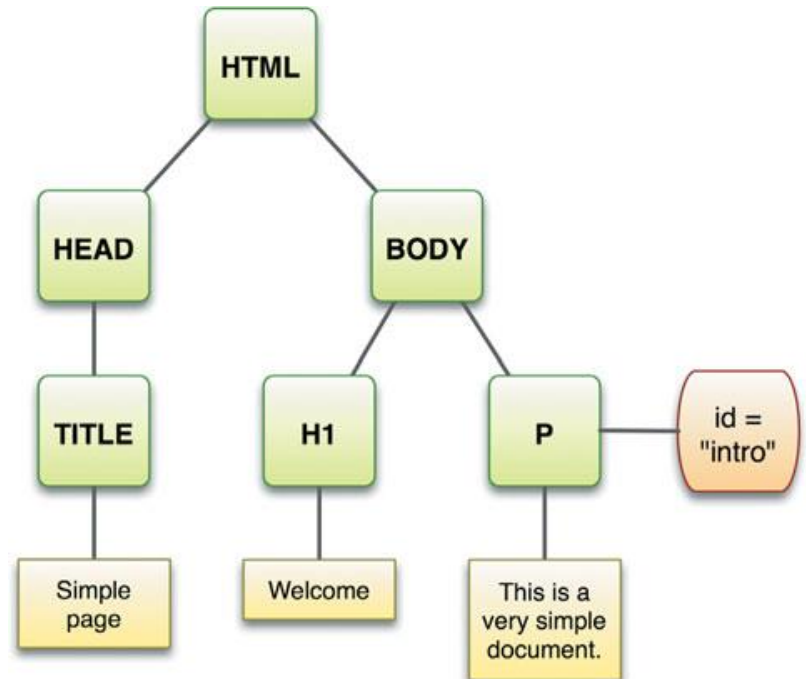 HTML
HEAD
BODY
TITLE
H1
P
id =
"intro"
Simple
page
Welcome
This is a
very simple
document.